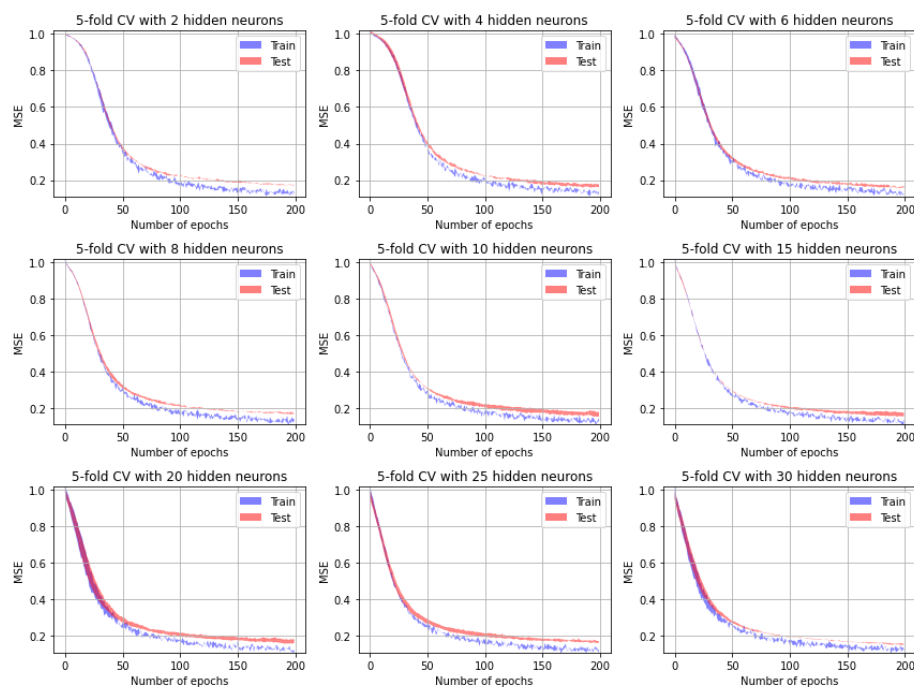 5-fold CV with 2 hidden neurons
1.0
0.8
0.6
0.4
0.2
MSE
Train
Test
0 50 100 150 200
Number of epochs
5-fold CV with 4 hidden neurons
1.0
0.8
0.6
0.4
0.2
MSE
Train
Test
0 50 100 150 200
Number of epochs
5-fold CV with 6 hidden neurons
1.0
0.8
0.6
0.4
0.2
MSE
Train
Test
0 50 100 150 200
Number of epochs
5-fold CV with 8 hidden neurons
1.0
0.8
0.6
0.4
0.2
MSE
Train
Test
0 50 100 150 200
Number of epochs
5-fold CV with 10 hidden neurons
1.0
0.8
0.6
0.4
0.2
MSE
Train
Test
0 50 100 150 200
Number of epochs
5-fold CV with 15 hidden neurons
1.0
0.8
0.6
0.4
0.2
MSE
Train
Test
0 50 100 150 200
Number of epochs
5-fold CV with 20 hidden neurons
1.0
0.8
0.6
0.4
0.2
MSE
Train
Test
0 50 100 150 200
Number of epochs
5-fold CV with 25 hidden neurons
1.0
0.8
0.6
0.4
0.2
MSE
Train
Test
0 50 100 150 200
Number of epochs
5-fold CV with 30 hidden neurons
1.0
0.8
0.6
0.4
0.2
MSE
Train
Test
0 50 100 150 200
Number of epochs